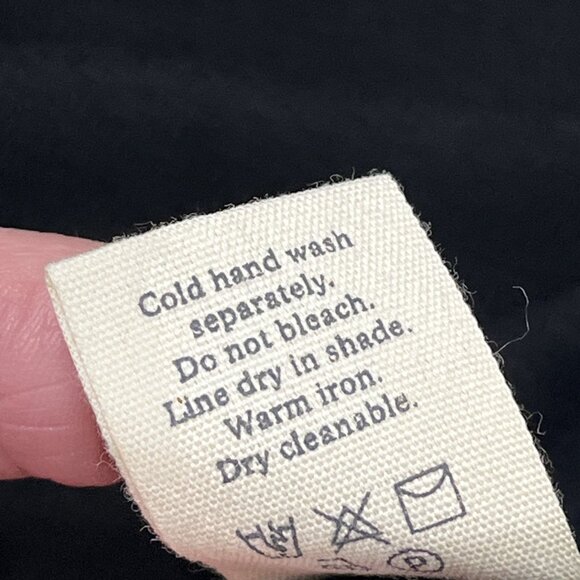 Cold hand wash
separately.
Do not bleach.
Line dry in shade.
Warm iron.
Dry cleanable.
P